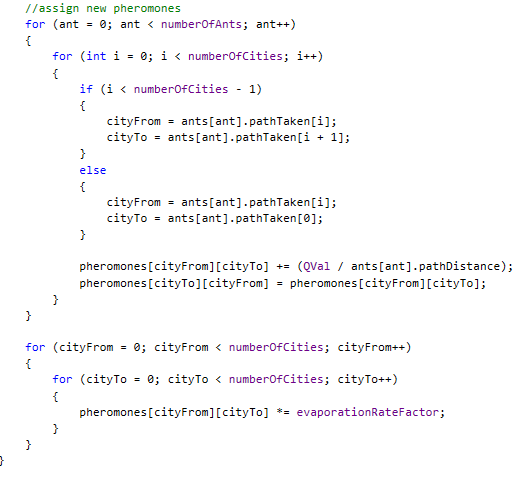 //assign new pheromones
for (ant = 0; ant < numberOfAnts; ant++)
{
    for (int i = 0; i < numberOfCities; i++)
    {
        if (i < numberOfCities - 1)
        {
            cityFrom = ants[ant].pathTaken[i];
            cityTo = ants[ant].pathTaken[i + 1];
        }
        else
        {
            cityFrom = ants[ant].pathTaken[i];
            cityTo = ants[ant].pathTaken[0];
        }

        pheromones[cityFrom][cityTo] += (QVal / ants[ant].pathDistance);
        pheromones[cityTo][cityFrom] = pheromones[cityFrom][cityTo];
    }
}

for (cityFrom = 0; cityFrom < numberOfCities; cityFrom++)
{
    for (cityTo = 0; cityTo < numberOfCities; cityTo++)
    {
        pheromones[cityFrom][cityTo] *= evaporationRateFactor;
    }
}
}